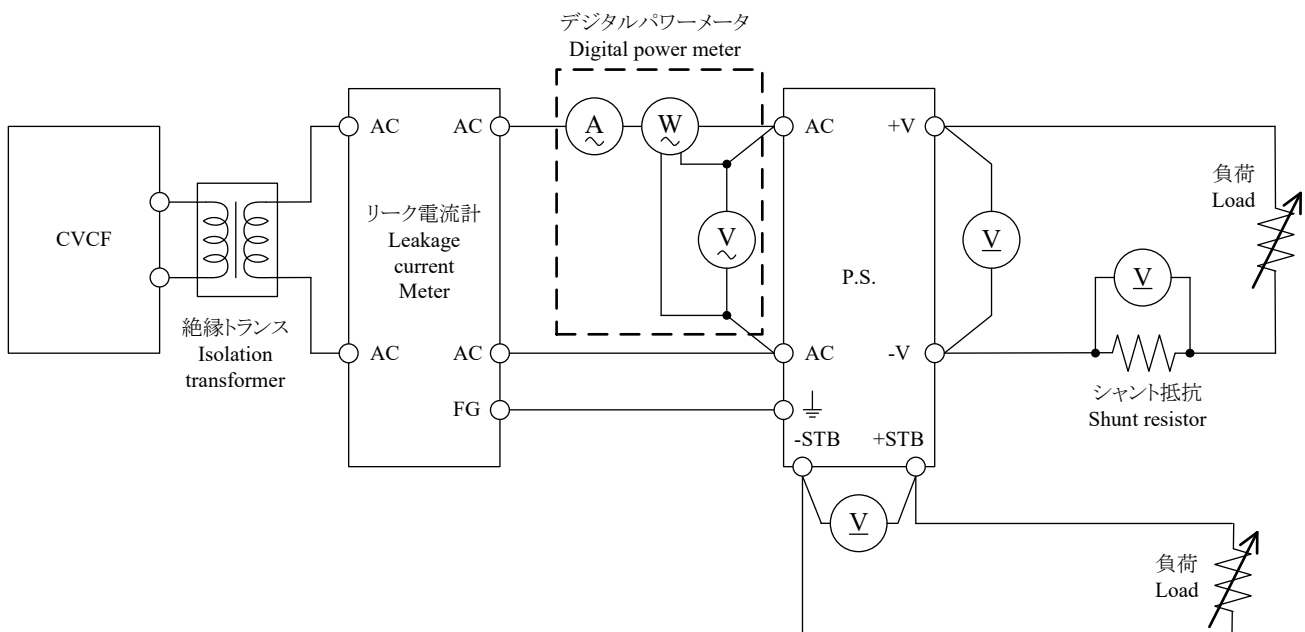 デジタルパワーメータ
Digital power meter
CVCF
絶縁トランス
Isolation
transformer
AC
AC
リーク電流計
Leakage
current
Meter
AC
AC
FG
A
W
V
AC
+V
P.S.
AC
-V
-STB
+STB
V
V
シャント抵抗
Shunt resistor
負荷
Load
V
負荷
Load